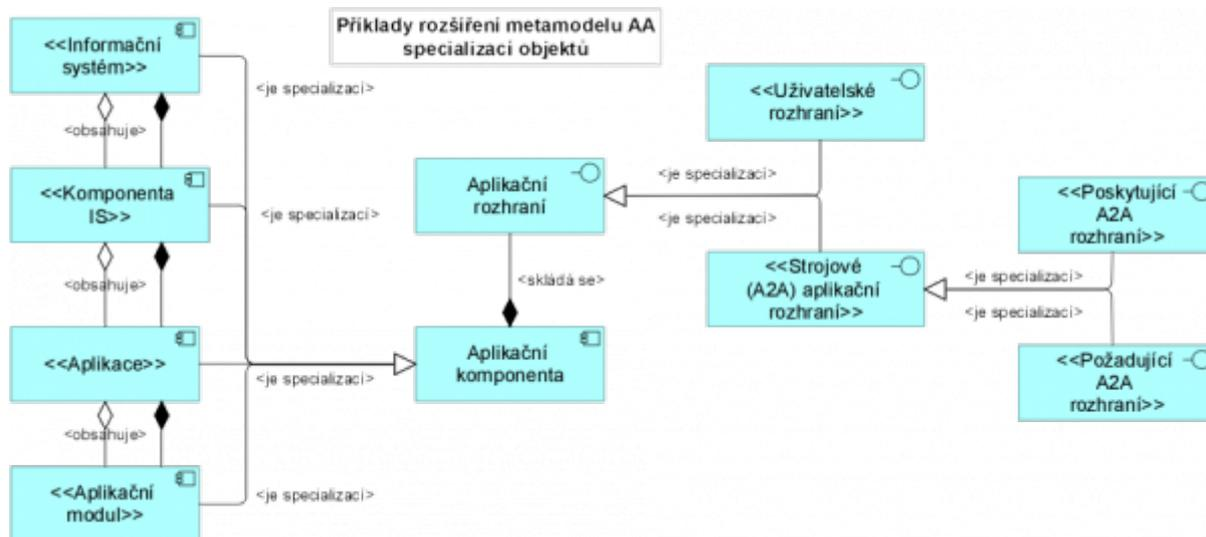 Příklady rozšíření metamodelu AA
specializací objektů
<<Informační
systém>>
<je specializací>
<obsahuje>
<<Komponenta
IS>>
<je specializací>
<obsahuje>
<<Aplikace>>
<je specializací>
<obsahuje>
<<Aplikační
modul>>
<je specializací>
Aplikační
rozhraní
<skládá se>
Aplikační
komponenta
<<Uživatelské
rozhraní>>
<je specializací>
<je specializací>
<<Strojové
(A2A) aplikační
rozhraní>>
<je specializací>
<je specializací>
<<Poskytující
A2A
rozhraní>>
<<Požadující
A2A
rozhraní>>